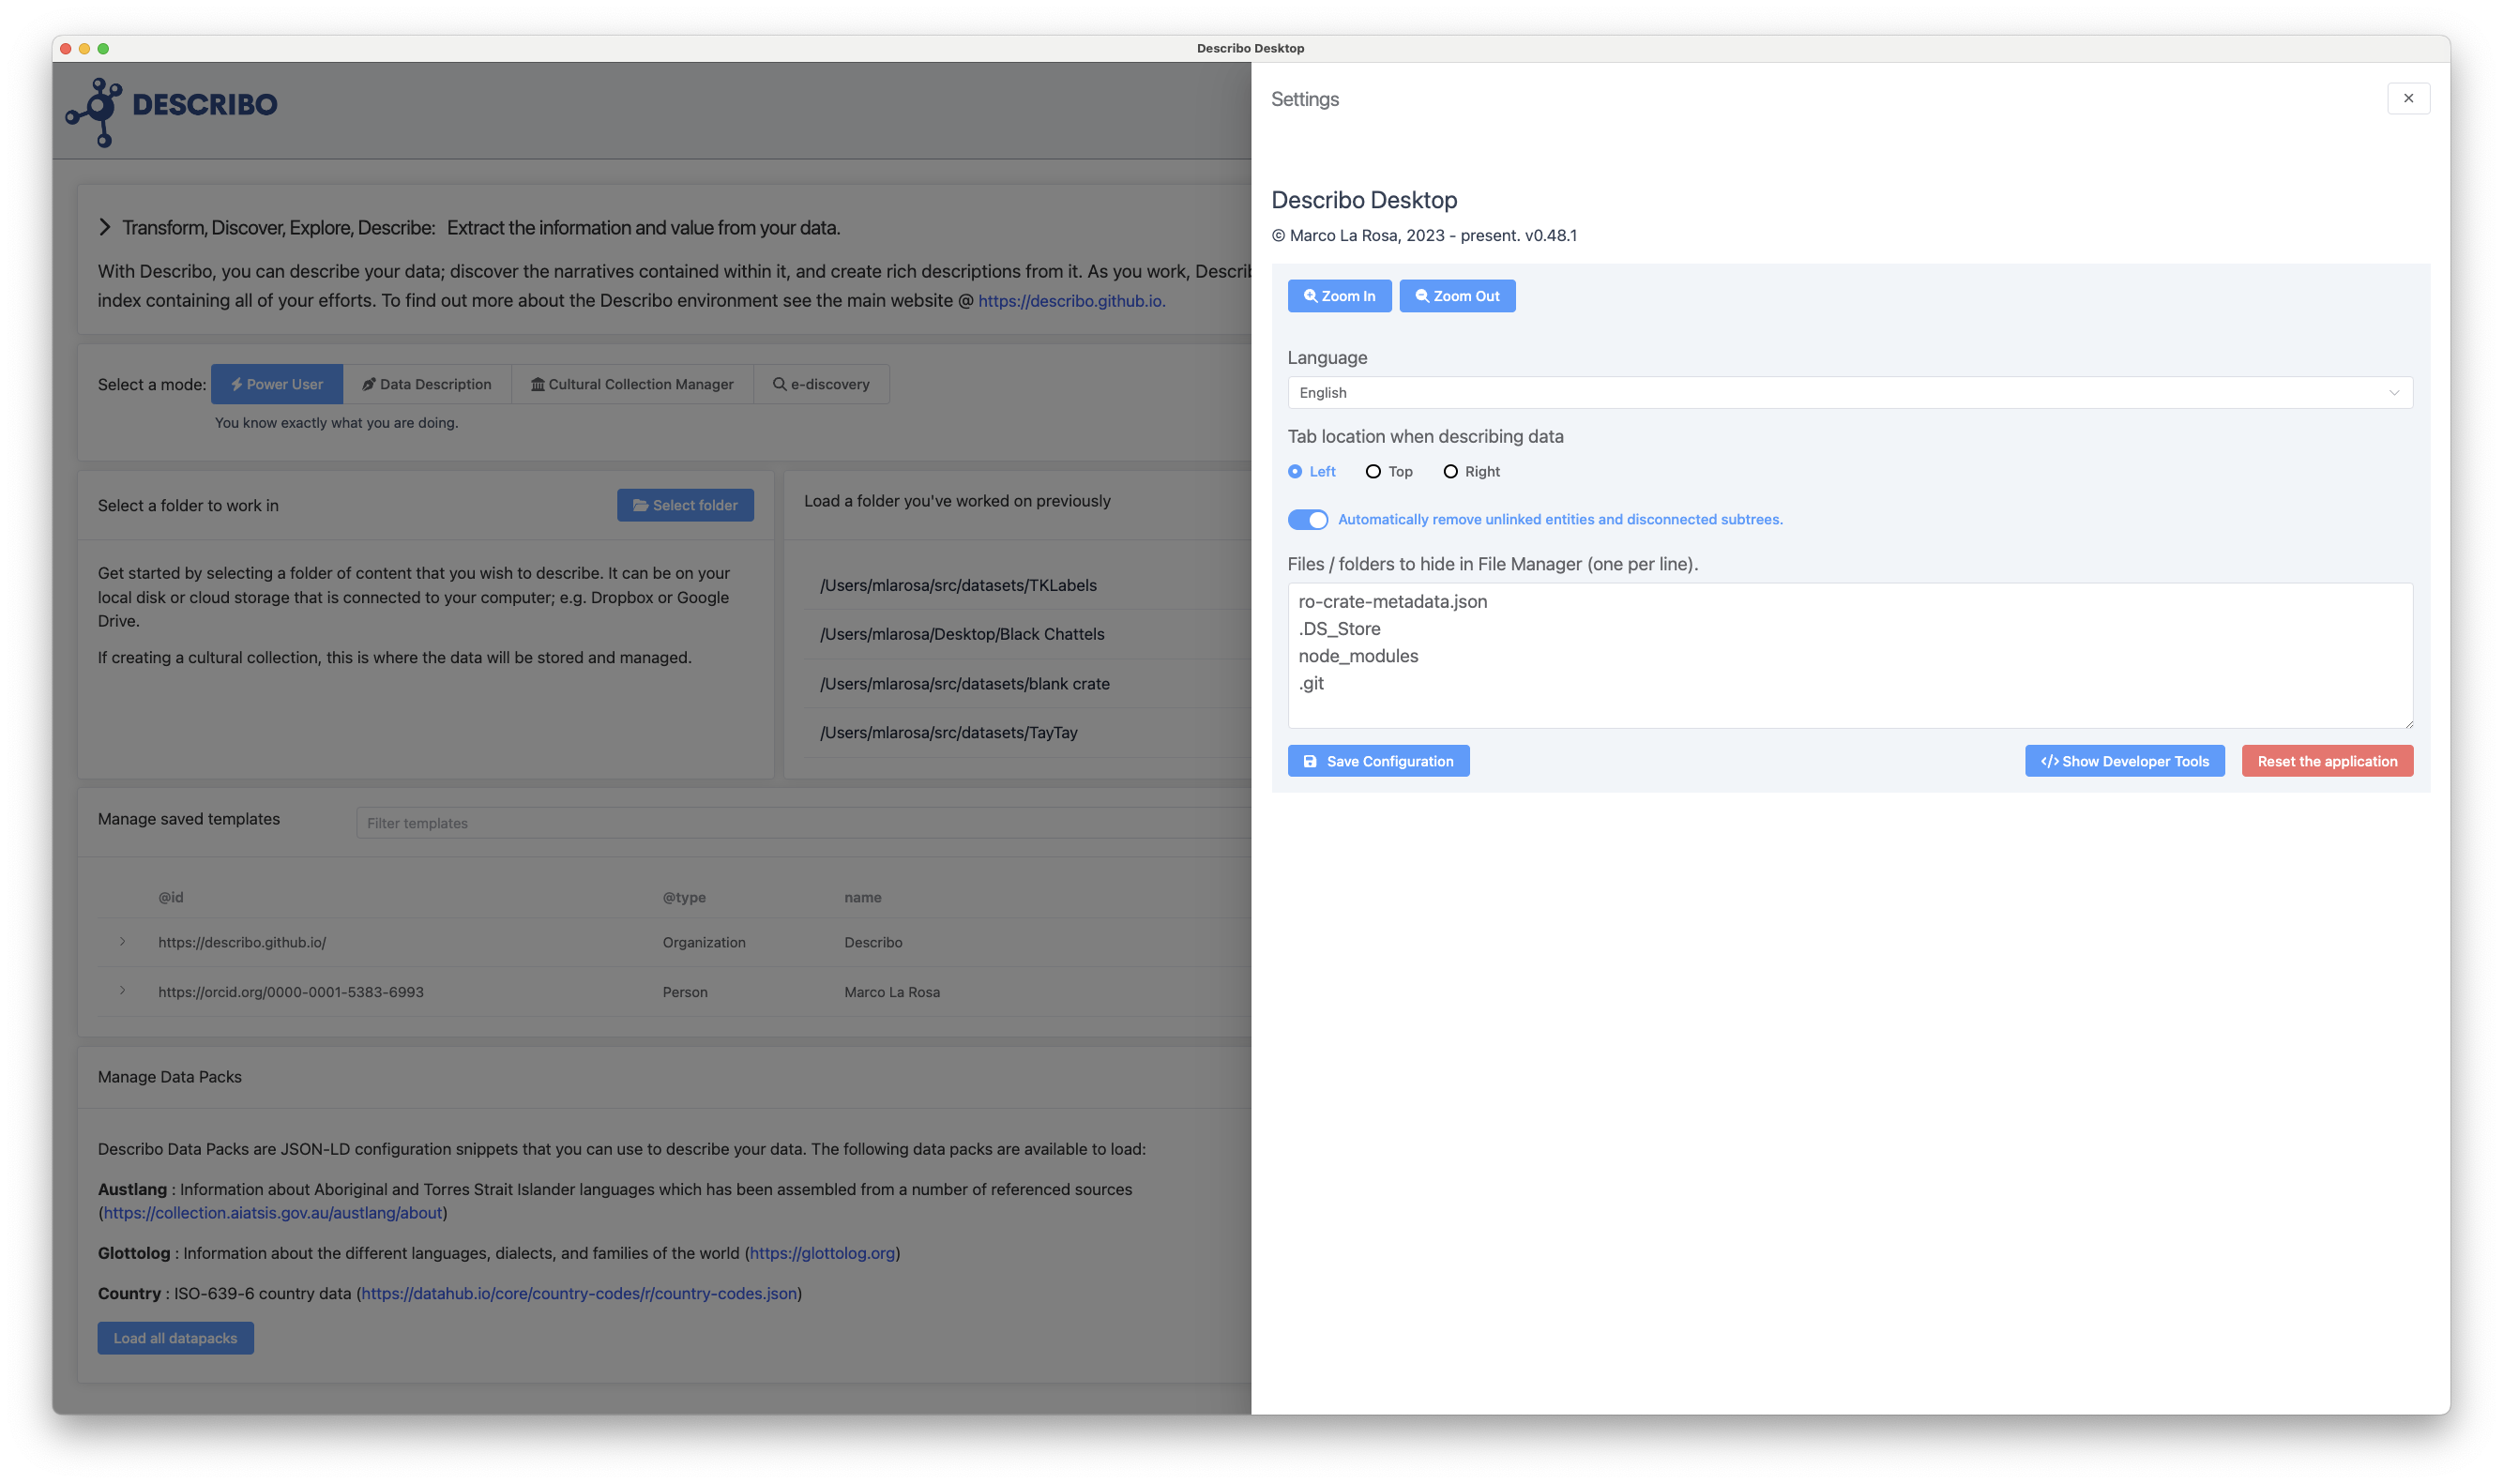 Describo Desktop
DESCRIBO
Transform, Discover, Explore, Describe: Extract the information and value from your data.
With Describo, you can describe your data; discover the narratives contained within it, and create rich descriptions from it. As you work, Describ
index containing all of your efforts. To find out more about the Describo environment see the main website @ https://describo.github.io.
Select a mode: Power User Data Description Cultural Collection Manager e-discovery
You know exactly what you are doing.
Select a folder to work in
Select folder
Get started by selecting a folder of content that you wish to describe. It can be on your
local disk or cloud storage that is connected to your computer; e.g. Dropbox or Google
Drive.
If creating a cultural collection, this is where the data will be stored and managed.
Load a folder you've worked on previously
/Users/mlarosa/src/datasets/TKLabels
/Users/mlarosa/Desktop/Black Chattels
/Users/mlarosa/src/datasets/blank crate
/Users/mlarosa/src/datasets/TayTay
Manage saved templates
Filter templates
@id @type name
https://describo.github.io/ Organization Describo
https://orcid.org/0000-0001-5383-6993 Person Marco La Rosa
Manage Data Packs
Describo Data Packs are JSON-LD configuration snippets that you can use to describe your data. The following data packs are available to load:
Austlang : Information about Aboriginal and Torres Strait Islander languages which has been assembled from a number of referenced sources
(https://collection.aiatsis.gov.au/austlang/about)
Glottolog : Information about the different languages, dialects, and families of the world (https://glottolog.org)
Country : ISO-639-6 country data (https://datahub.io/core/country-codes/r/country-codes.json)
Load all datapacks
Settings
Describo Desktop
© Marco La Rosa, 2023 - present. v0.48.1
Zoom In Zoom Out
Language
English
Tab location when describing data
Left Top Right
Automatically remove unlinked entities and disconnected subtrees.
Files / folders to hide in File Manager (one per line).
ro-crate-metadata.json
.DS_Store
node_modules
.git
Save Configuration </> Show Developer Tools Reset the application